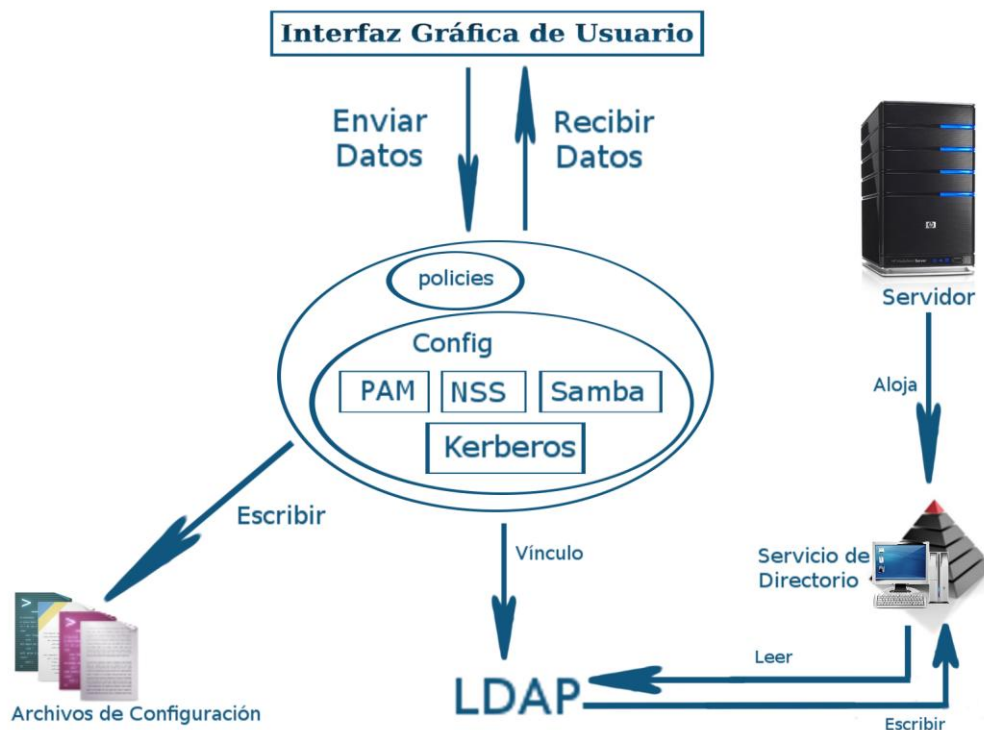 Interfaz Gráfica de Usuario
Enviar
Datos
Recibir
Datos
policies
Config
PAM
NSS
Samba
Kerberos
Servidor
Aloja
Escribir
Vínculo
Servicio de
Directorio
Leer
LDAP
Escribir
Archivos de Configuración